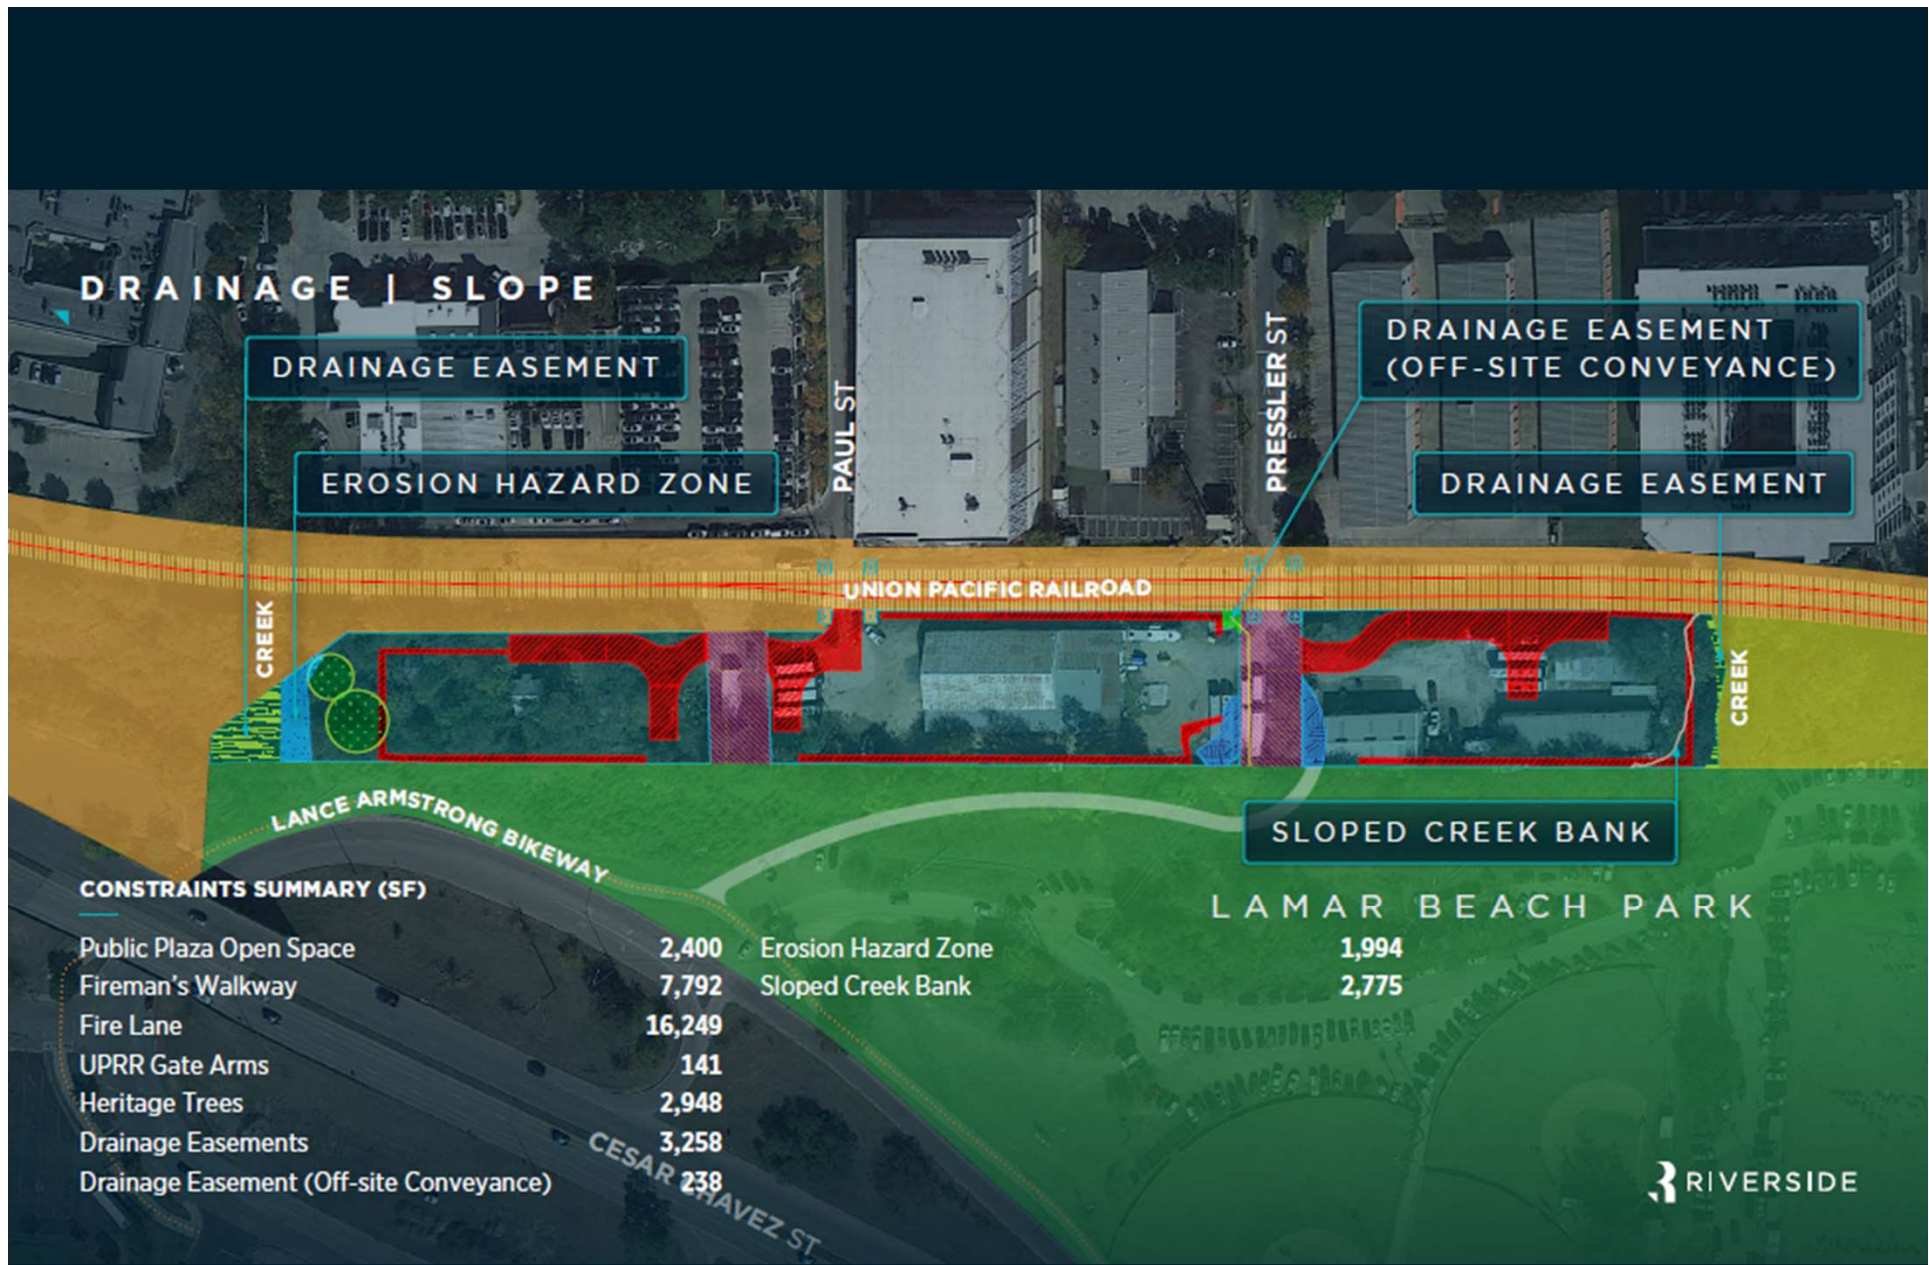 DRAINAGE | SLOPE
DRAINAGE EASEMENT
EROSION HAZARD ZONE
PAUL ST
PRESSLER ST
DRAINAGE EASEMENT
(OFF-SITE CONVEYANCE)
DRAINAGE EASEMENT
UNION PACIFIC RAILROAD
CREEK
CREEK
LANCE ARMSTRONG BIKEWAY
SLOPED CREEK BANK
LAMAR BEACH PARK
CONSTRAINTS SUMMARY (SF)
Public Plaza Open Space 2,400
Fireman's Walkway 7,792
Fire Lane 16,249
UPRR Gate Arms 141
Heritage Trees 2,948
Drainage Easements 3,258
Drainage Easement (Off-site Conveyance) 238
Erosion Hazard Zone 1,994
Sloped Creek Bank 2,775
CESAR CHAVEZ ST
RIVERSIDE